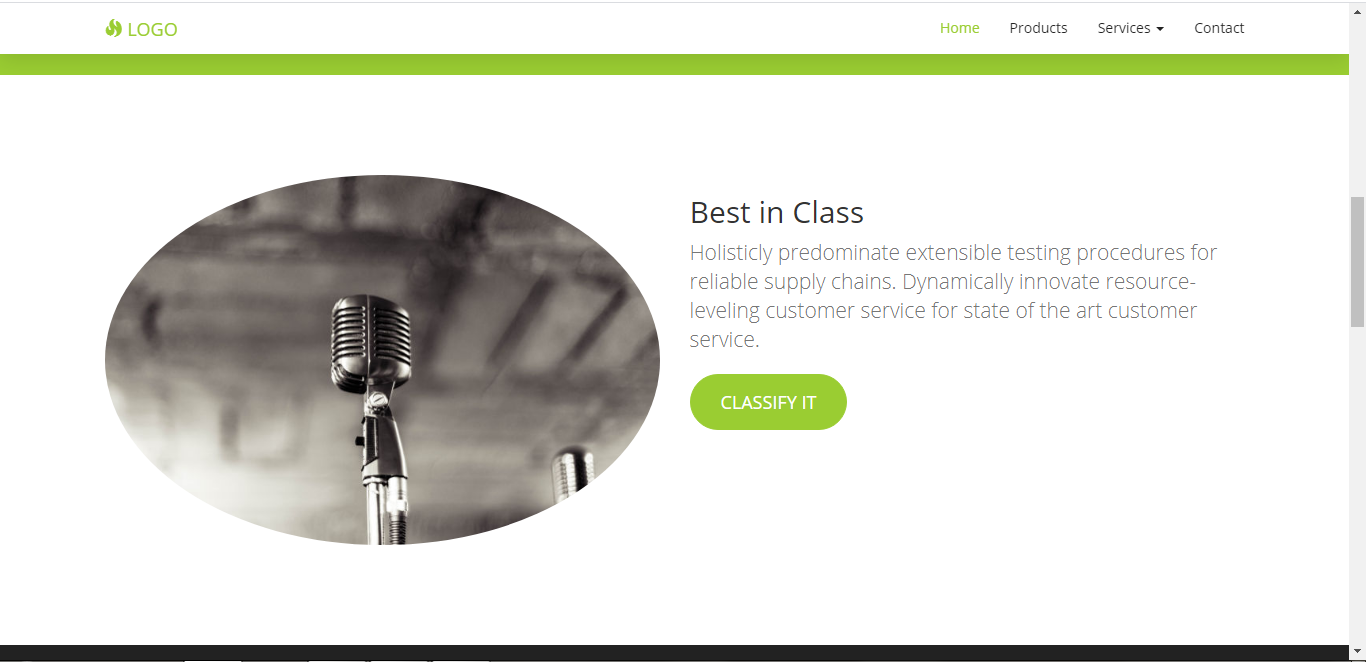 LOGO
Home Products Services Contact
Best in Class
Holisticly predominate extensible testing procedures for
reliable supply chains. Dynamically innovate resource-
leveling customer service for state of the art customer
service.
CLASSIFY IT